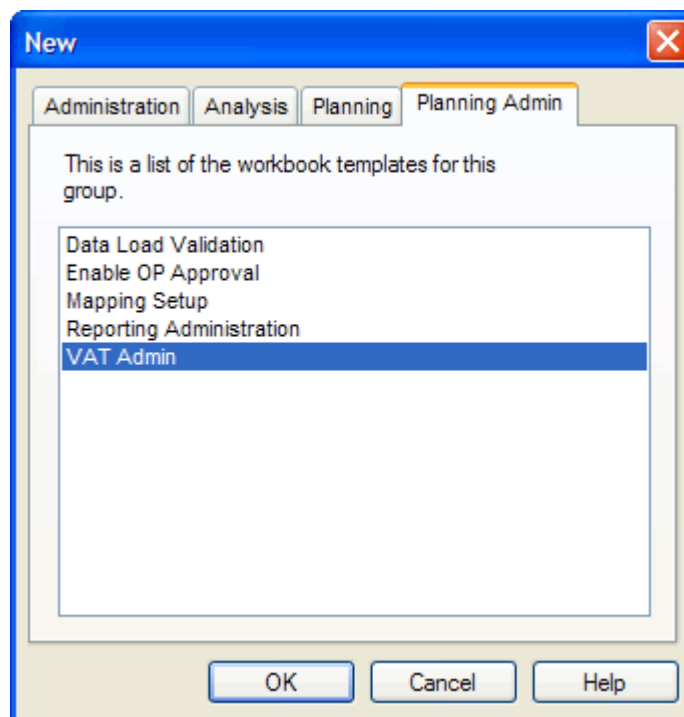 New
Administration Analysis Planning Planning Admin
This is a list of the workbook templates for this
group.
Data Load Validation
Enable OP Approval
Mapping Setup
Reporting Administration
VAT Admin
OK Cancel Help